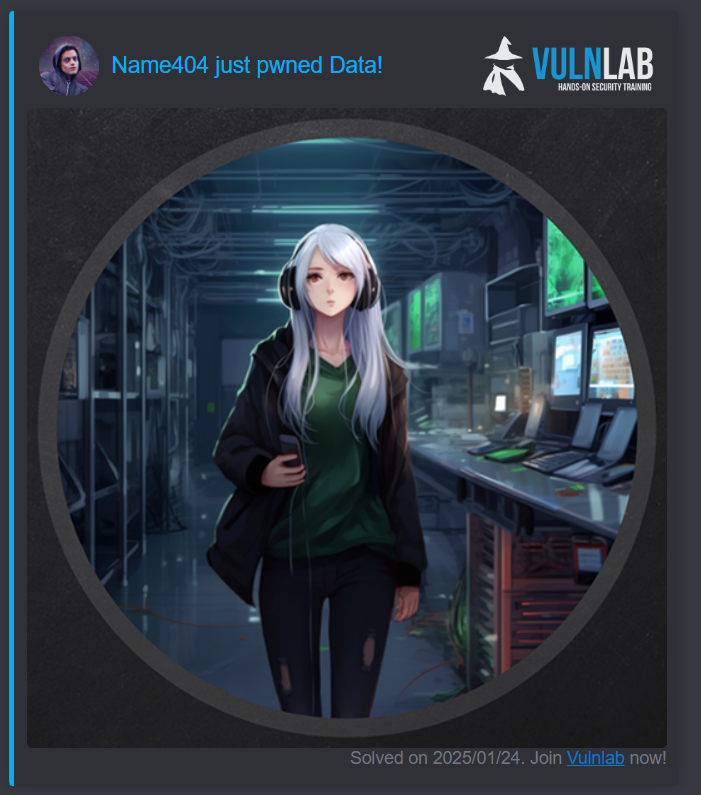 Name404 just pwned Data!
VULNLAB
HANDS-ON SECURITY TRAINING
Solved on 2025/01/24. Join Vulnlab now!